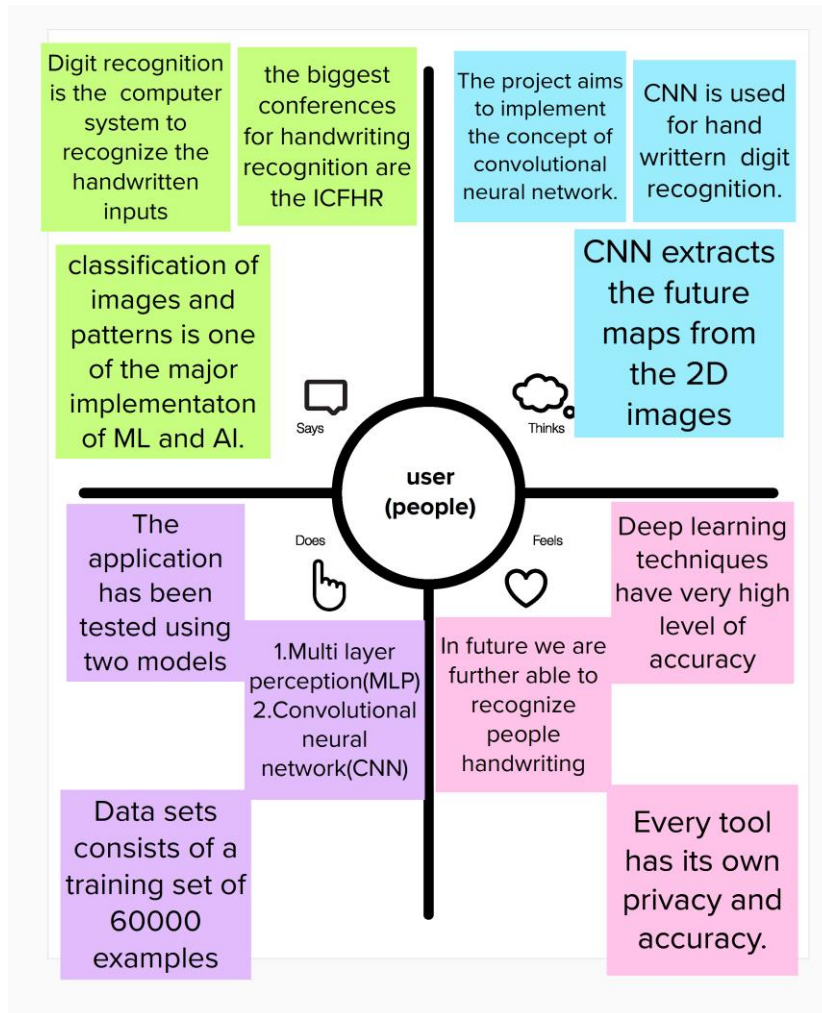 Digit recognition
is the computer
system to
recognize the
handwritten
inputs
the biggest
conferences
for handwriting
recognition are
the ICFHR
classification of
images and
patterns is one
of the major
implementaton
of ML and AI.
Says
The project aims
to implement
the concept of
convolutional
neural network.
CNN is used
for hand
writtern digit
recognition.
CNN extracts
the future
maps from
the 2D
images
Thinks
user
(people)
Does
The
application
has been
tested using
two models
1.Multi layer
perception(MLP)
2.Convolutional
neural
network(CNN)
Data sets
consists of a
training set of
60000
examples
Feels
Deep learning
techniques
have very high
level of
accuracy
In future we are
further able to
recognize
people
handwriting
Every tool
has its own
privacy and
accuracy.